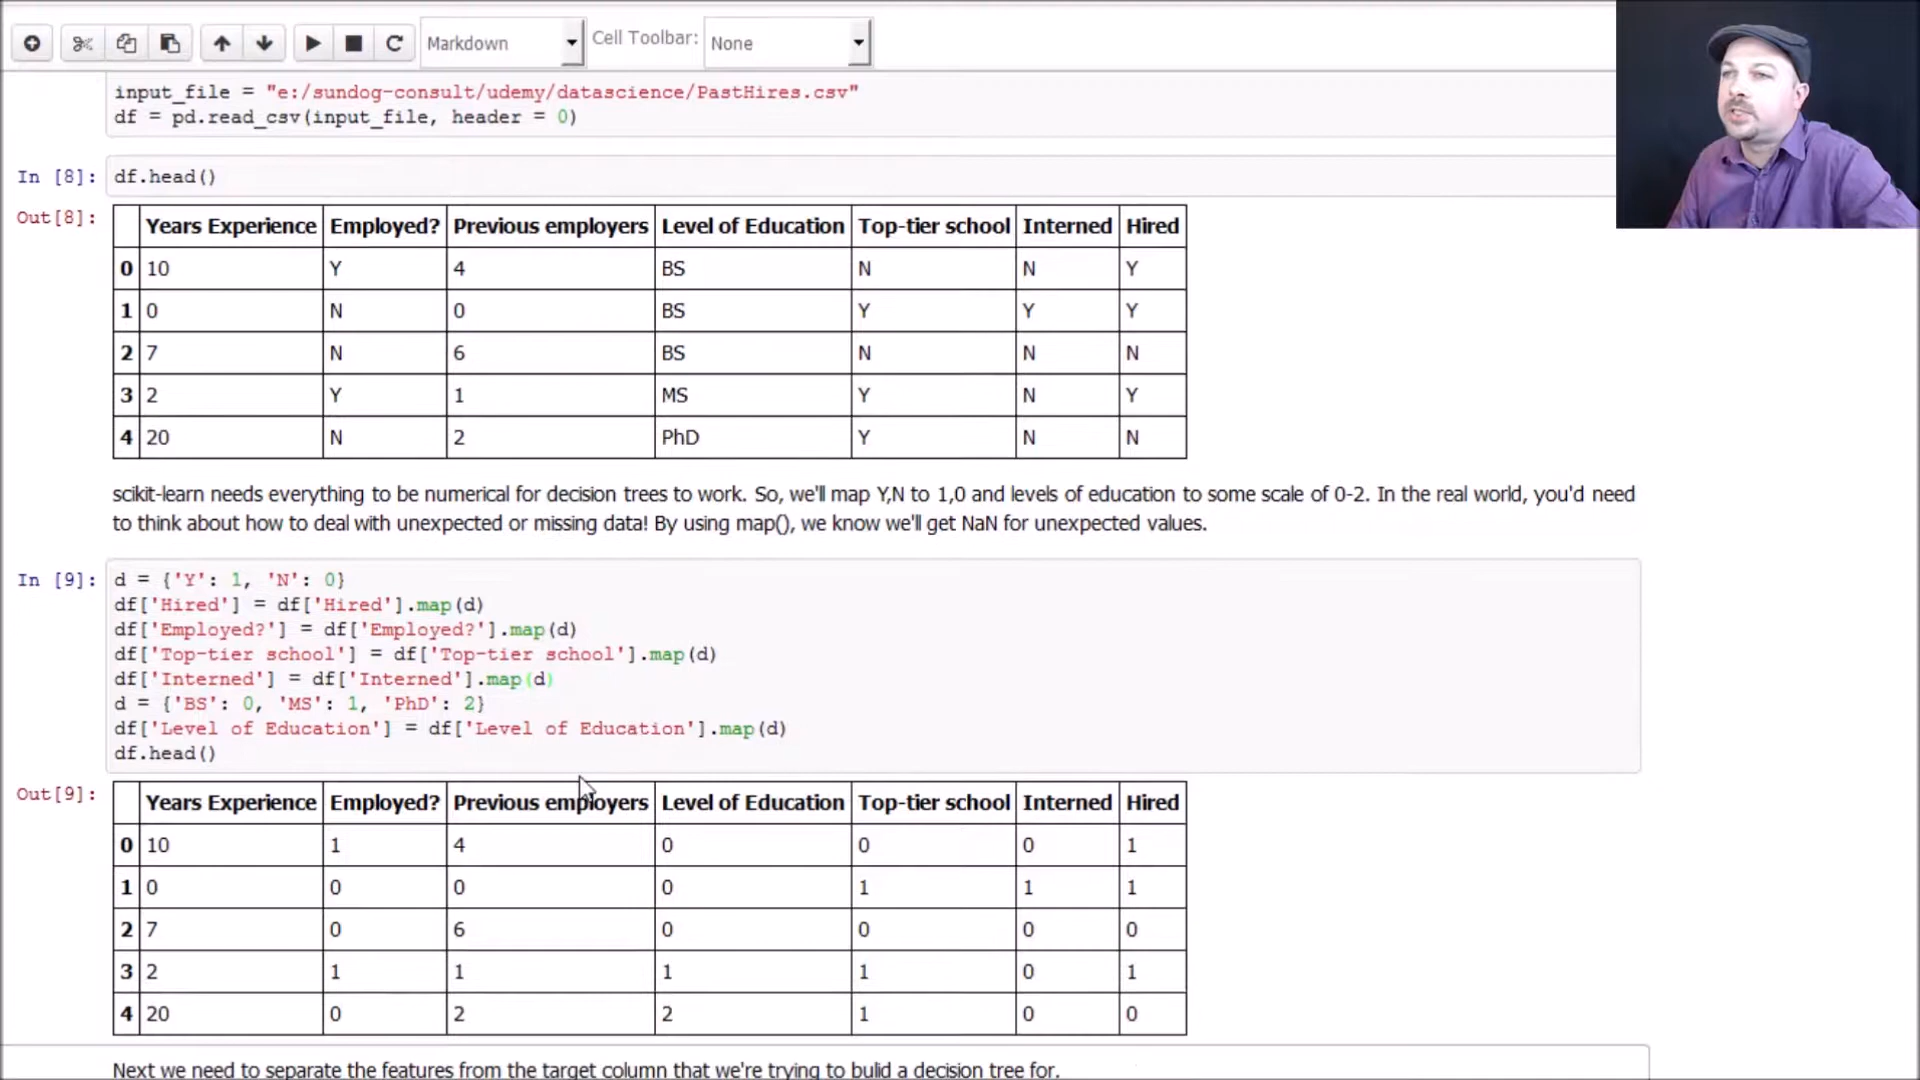 Markdown Cell Toolbar: None
input_file = "e:/sundog-consult/udemy/datascience/PastHires.csv"
df = pd.read_csv(input_file, header = 0)
In [8]: df.head()
Out[8]: Years Experience Employed? Previous employers Level of Education Top-tier school Interned Hired
0 10 Y 4 BS N N Y
1 0 N 0 BS Y Y Y
2 7 N 6 BS N N N
3 2 Y 1 MS Y N Y
4 20 N 2 PhD Y N N
scikit-learn needs everything to be numerical for decision trees to work. So, we'll map Y,N to 1,0 and levels of education to some scale of 0-2. In the real world, you'd need
to think about how to deal with unexpected or missing data! By using map(), we know we'll get NaN for unexpected values.
In [9]: d = {'Y': 1, 'N': 0}
df['Hired'] = df['Hired'].map(d)
df['Employed?'] = df['Employed?'].map(d)
df['Top-tier school'] = df['Top-tier school'].map(d)
df['Interned'] = df['Interned'].map(d)
d = {'BS': 0, 'MS': 1, 'PhD': 2}
df['Level of Education'] = df['Level of Education'].map(d)
df.head()
Out[9]: Years Experience Employed? Previous employers Level of Education Top-tier school Interned Hired
0 10 1 4 0 0 0 1
1 0 0 0 0 1 1 1
2 7 0 6 0 0 0 0
3 2 1 1 1 1 0 1
4 20 0 2 2 1 0 0
Next we need to separate the features from the target column that we're trying to bulid a decision tree for.